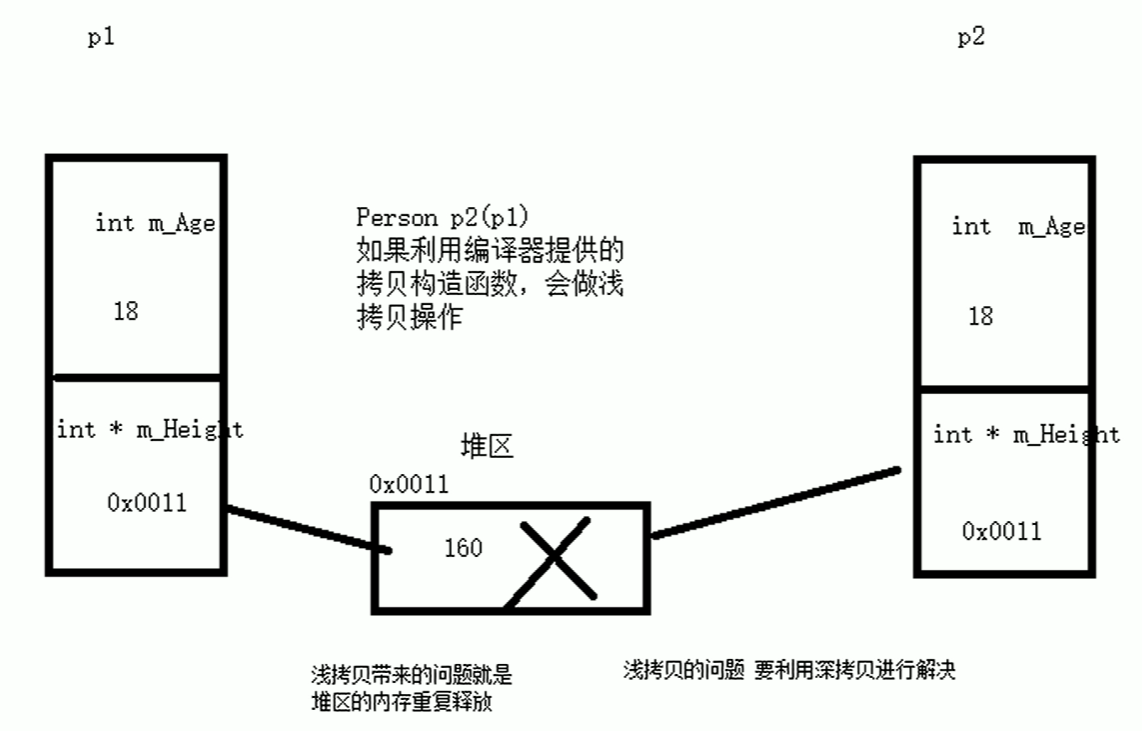 p1
p2
int m_Age
18
int * m_Height
0x0011
Person p2(p1)
如果利用编译器提供的
拷贝构造函数，会做浅
拷贝操作
堆区
0x0011
160
int m_Age
18
int * m_Height
0x0011
浅拷贝带来的问题就是
堆区的内存重复释放
浅拷贝的问题 要利用深拷贝进行解决